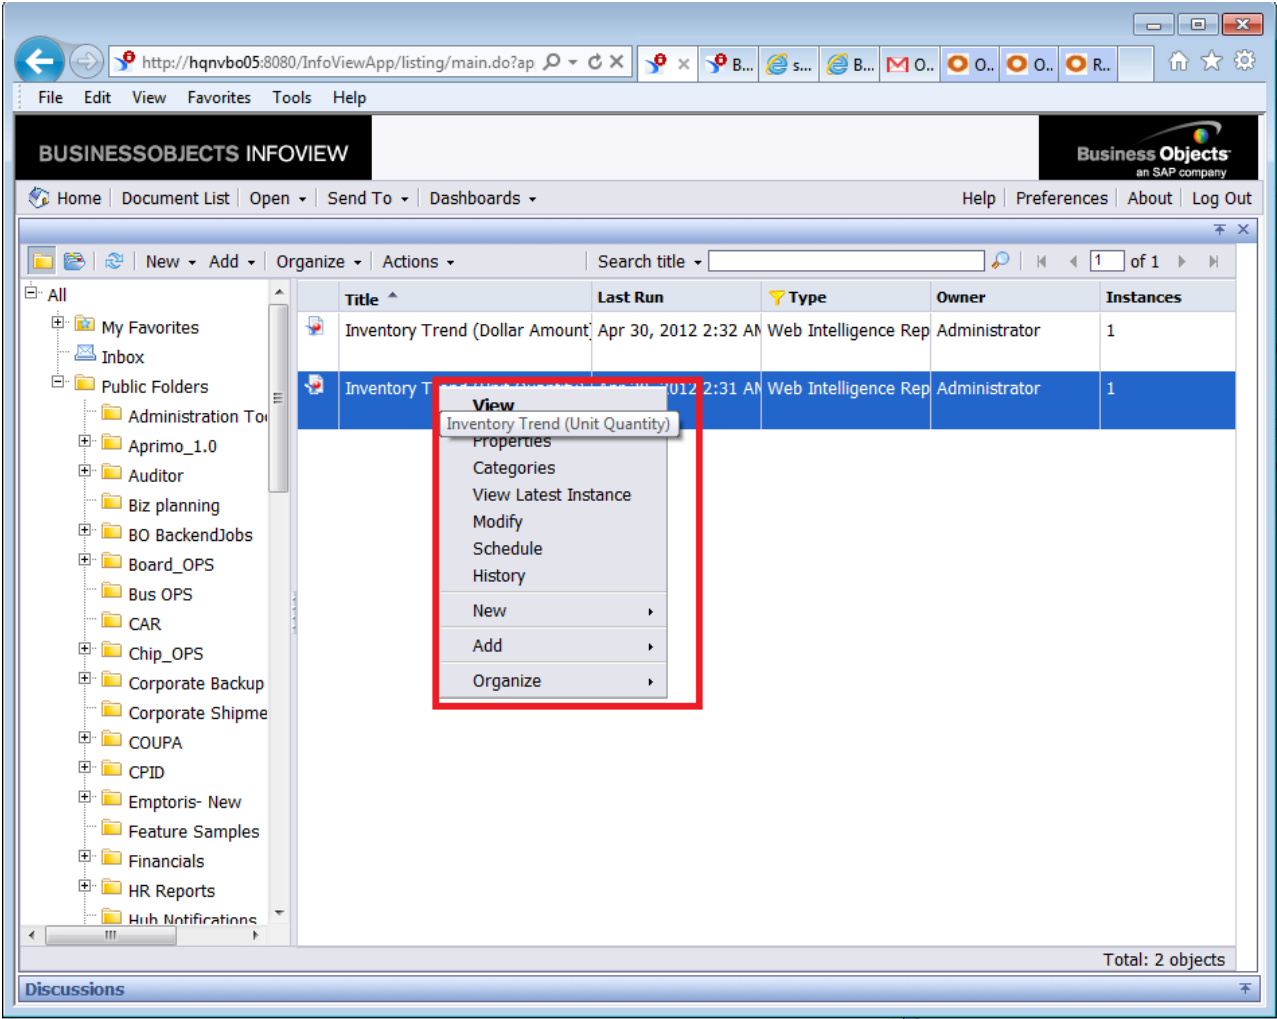 http://hqnvbo05:8080/InfoViewApp/listing/main.do?ap
B... s... B... O.. O.. O.. R..
File Edit View Favorites Tools Help
BUSINESSOBJECTS INFOVIEW
Business Objects
an SAP company
Home Document List Open Send To Dashboards Help Preferences About Log Out
New Add Organize Actions Search title 1 of 1
Title Last Run Type Owner Instances
Inventory Trend (Dollar Amount) Apr 30, 2012 2:32 AM Web Intelligence Rep Administrator 1
Inventory 2012 2:31 AM Web Intelligence Rep Administrator 1
All
My Favorites
Inbox
Public Folders
Administration Too
Aprimo_1.0
Auditor
Biz planning
BO BackendJobs
Board_OPS
Bus OPS
CAR
Chip_OPS
Corporate Backup
Corporate Shipme
COUPA
CPID
Emptoris- New
Feature Samples
Financials
HR Reports
Hub Notifications
View
Inventory Trend (Unit Quantity)
Properties
Categories
View Latest Instance
Modify
Schedule
History
New
Add
Organize
Total: 2 objects
Discussions